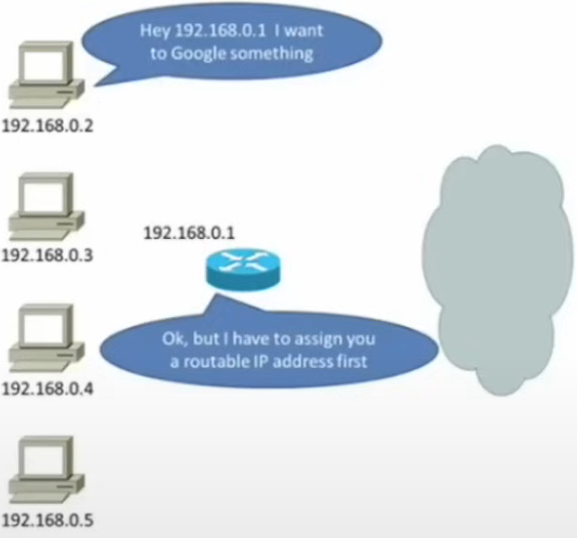 Hey 192.168.0.1 I want
to Google something
192.168.0.2
192.168.0.3
192.168.0.1
Ok, but I have to assign you
a routable IP address first
192.168.0.4
192.168.0.5